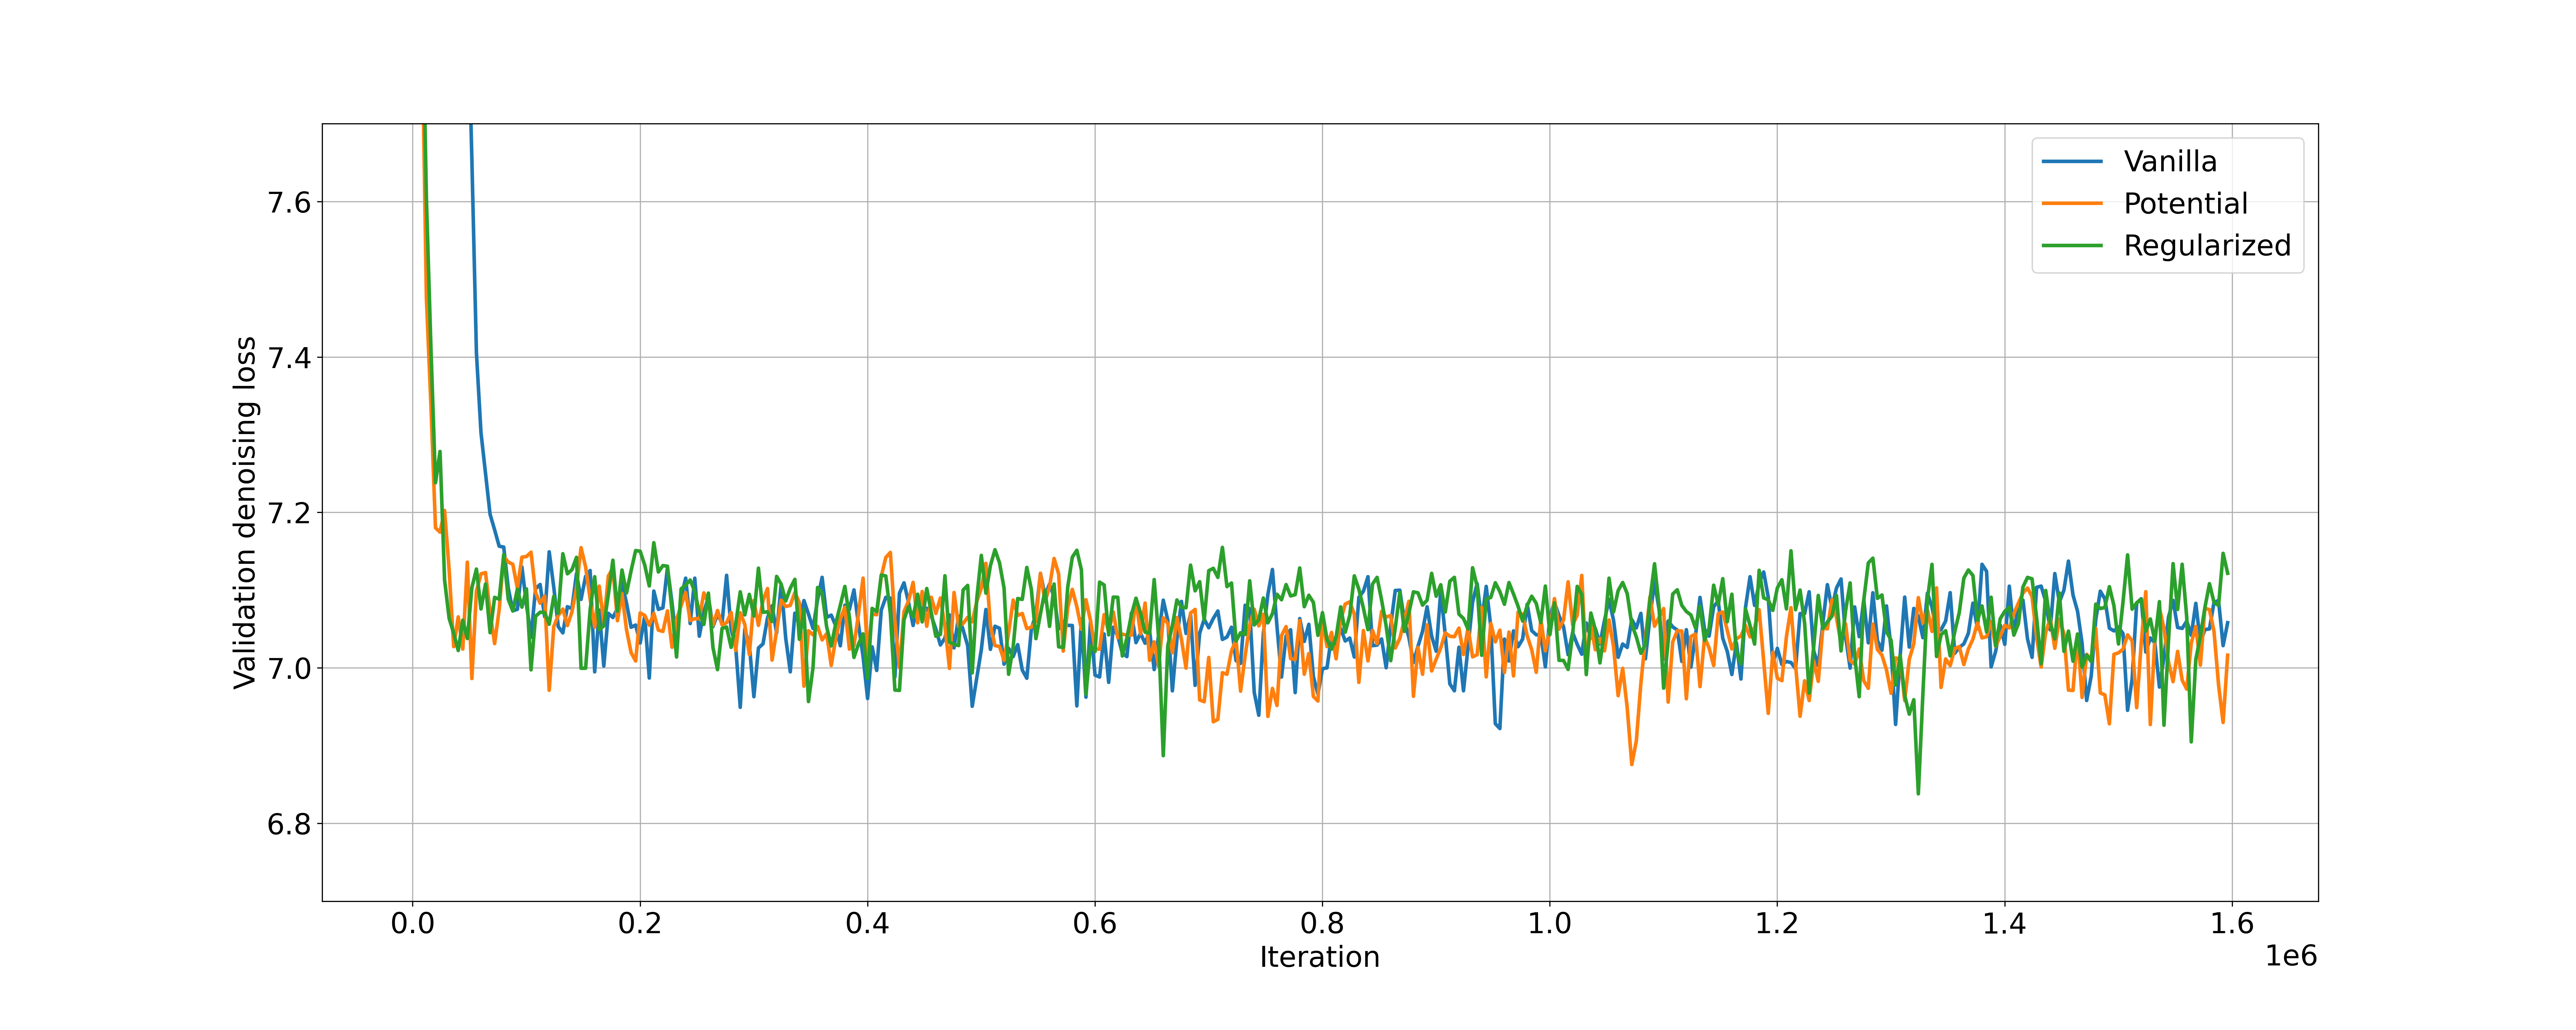 Vanilla
Potential
Regularized
Validation denoising loss
7.6
7.4
7.2
7.0
6.8
0.0 0.2 0.4 0.6 0.8 1.0 1.2 1.4 1.6
Iteration
1e6